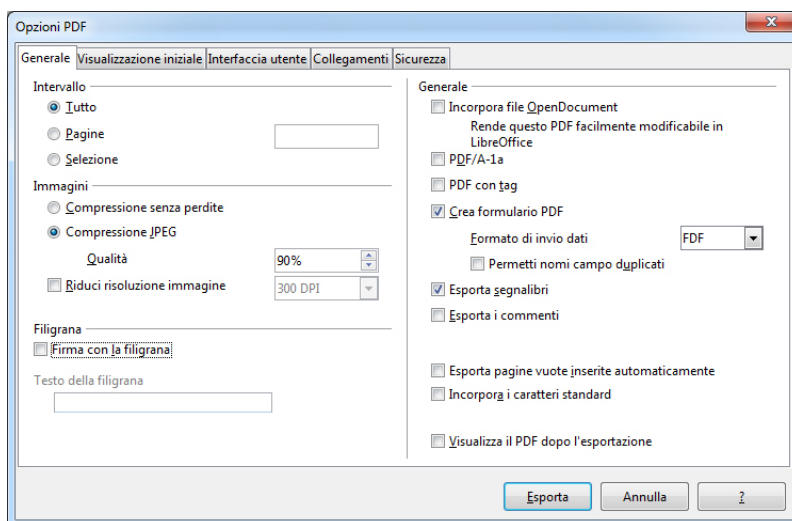 Opzioni PDF
Generale Visualizzazione iniziale Interfaccia utente Collegamenti Sicurezza
Intervallo
Tutto
Pagine
Selezione
Immagini
Compressione senza perdite
Compressione JPEG
Qualità 90%
Riduci risoluzione immagine 300 DPI
Filigrana
Firma con la filigrana
Testo della filigrana
Generale
Incorpora file OpenDocument
Rende questo PDF facilmente modificabile in
LibreOffice
PDF/A-1a
PDF con tag
Crea formulario PDF
Formato di invio dati FDF
Permetti nomi campo duplicati
Esporta segnalibri
Esporta i commenti
Esporta pagine vuote inserite automaticamente
Incorpora i caratteri standard
Visualizza il PDF dopo l'esportazione
Esporta Annulla ?